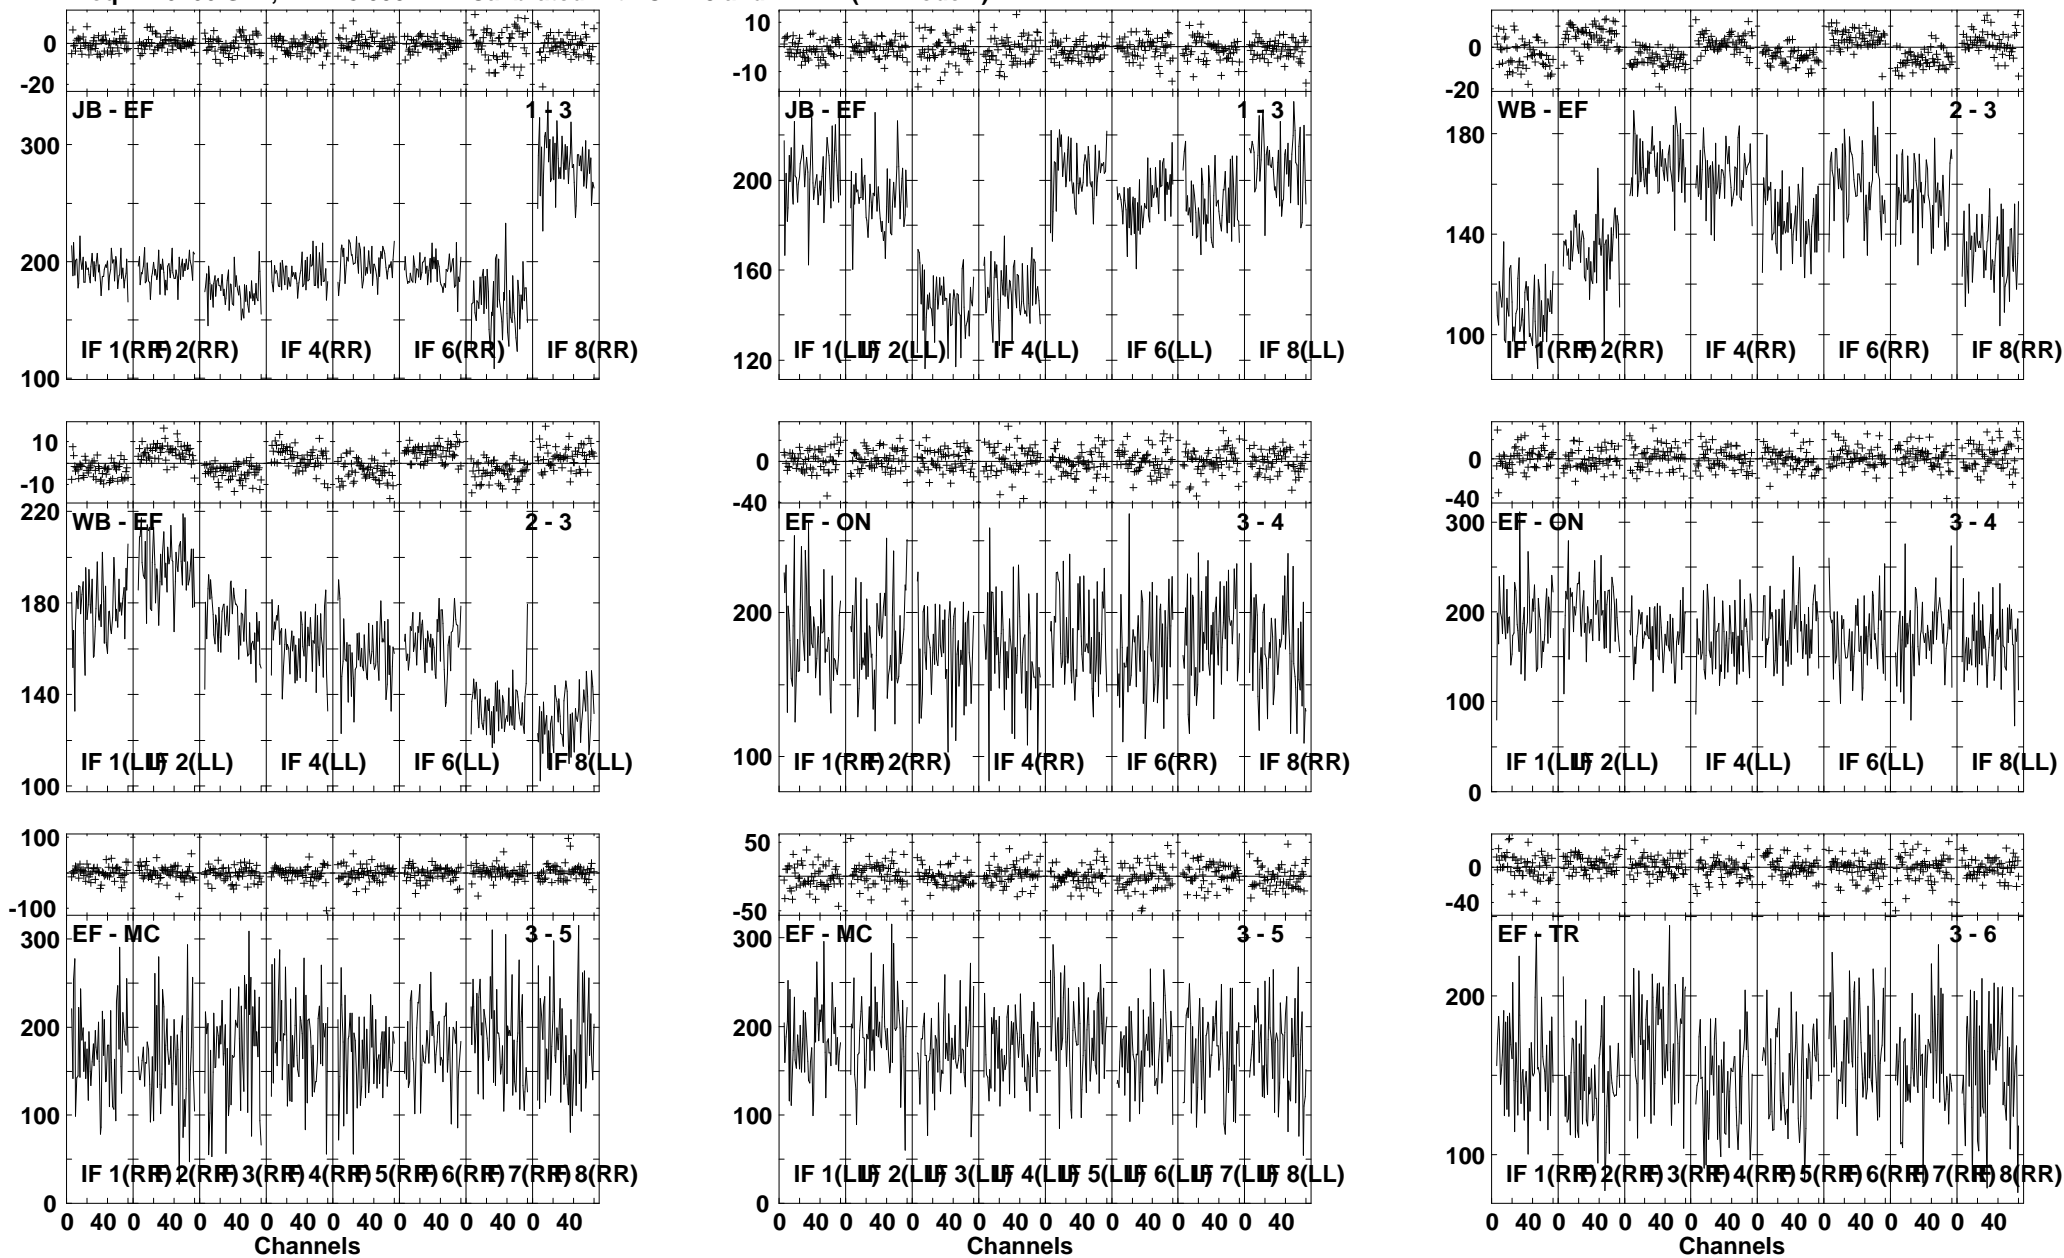 0
-20
JB - EF 1 - 3
300
200
100
IF 1(RR) IF 2(RR) IF 4(RR) IF 6(RR) IF 8(RR)
10
-10
JB - EF 1 - 3
200
160
120
IF 1(LL) IF 2(LL) IF 4(LL) IF 6(LL) IF 8(LL)
0
-20
WB - EF 2 - 3
180
140
100
IF 1(RR) IF 2(RR) IF 4(RR) IF 6(RR) IF 8(RR)
10
-10
WB - EF 2 - 3
220
180
140
100
IF 1(LL) IF 2(LL) IF 4(LL) IF 6(LL) IF 8(LL)
0
-40
EF - ON 3 - 4
200
100
IF 1(RR) IF 2(RR) IF 4(RR) IF 6(RR) IF 8(RR)
0
-40
EF - ON 3 - 4
300
200
100
0
IF 1(LL) IF 2(LL) IF 4(LL) IF 6(LL) IF 8(LL)
100
-100
EF - MC 3 - 5
300
200
100
0
IF 1(RR) IF 2(RR) IF 3(RR) IF 4(RR) IF 5(RR) IF 6(RR) IF 7(RR) IF 8(RR)
0 40 0 40 0 40 0 40 0 40 0 40 0 40 0 40
Channels
50
-50
EF - MC 3 - 5
300
200
100
0
IF 1(LL) IF 2(LL) IF 3(LL) IF 4(LL) IF 5(LL) IF 6(LL) IF 7(LL) IF 8(LL)
0 40 0 40 0 40 0 40 0 40 0 40 0 40 0 40
Channels
0
-40
EF - TR 3 - 6
200
100
IF 1(RR) IF 2(RR) IF 3(RR) IF 4(RR) IF 5(RR) IF 6(RR) IF 7(RR) IF 8(RR)
0 40 0 40 0 40 0 40 0 40 0 40 0 40 0 40
Channels